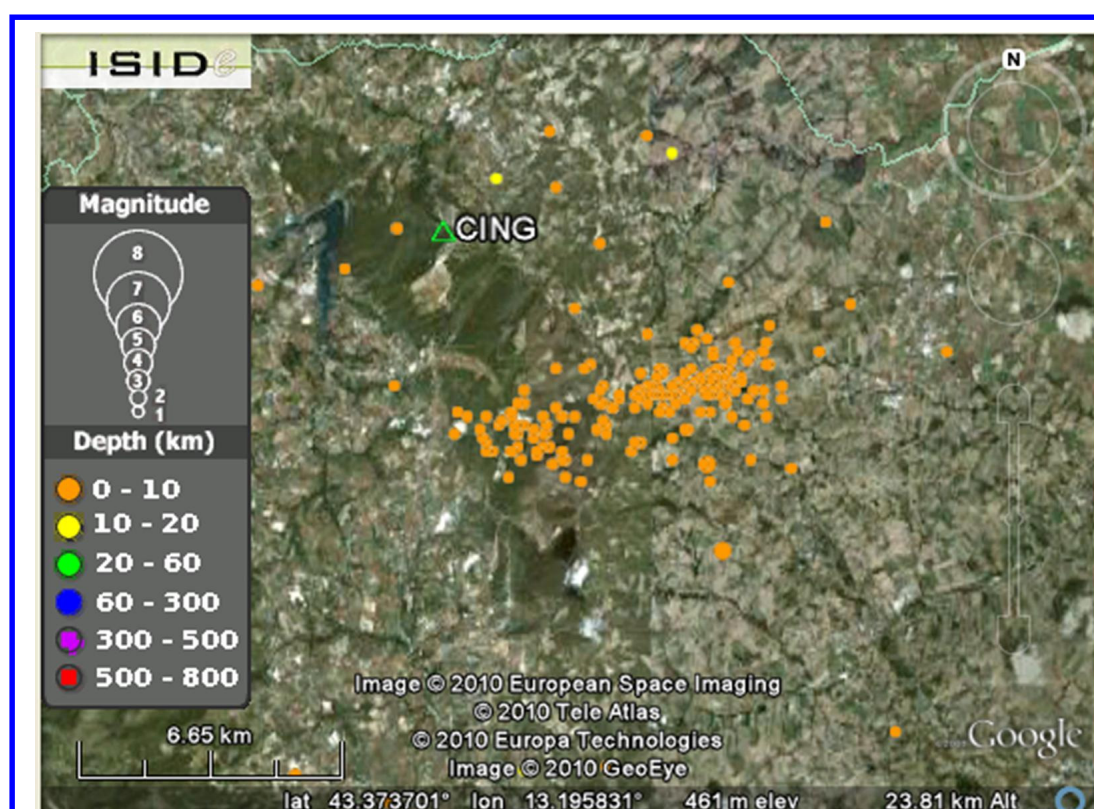 ISIDe
N
Magnitude
8
7
6
5
4
3
2
1
Depth (km)
0 - 10
10 - 20
20 - 60
60 - 300
300 - 500
500 - 800
CING
6.65 km
Image © 2010 European Space Imaging
© 2010 Tele Atlas
© 2010 Europa Technologies
Image © 2010 GeoEye
Google
lat 43.373701° lon 13.195831° 461 m elev 23.81 km Alt